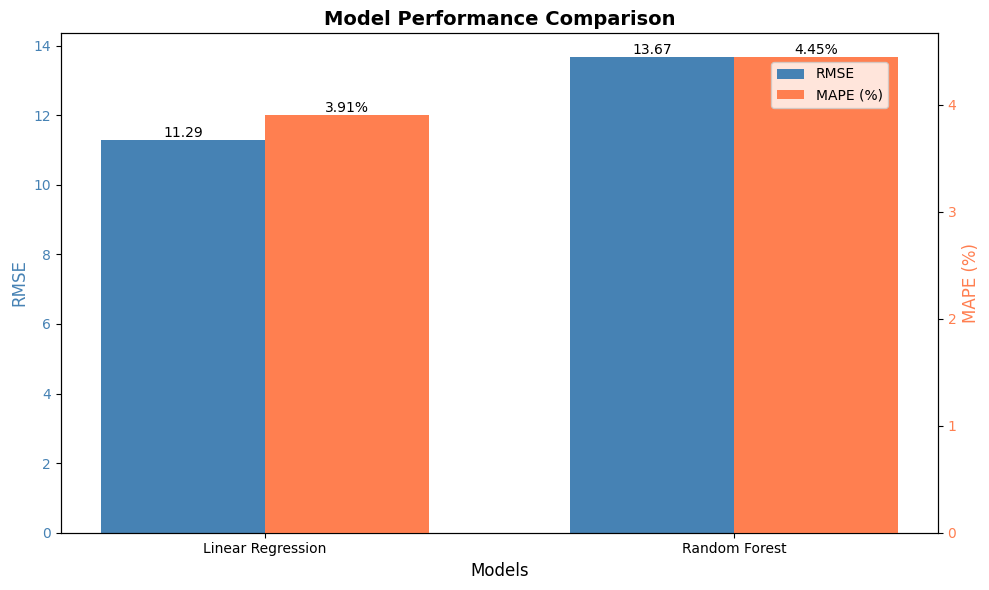 Model Performance Comparison
14
12
10
8
6
4
2
0
RMSE
11.29
3.91%
13.67
4.45%
RMSE
MAPE (%)
4
3
2
1
0
MAPE (%)
Linear Regression
Random Forest
Models